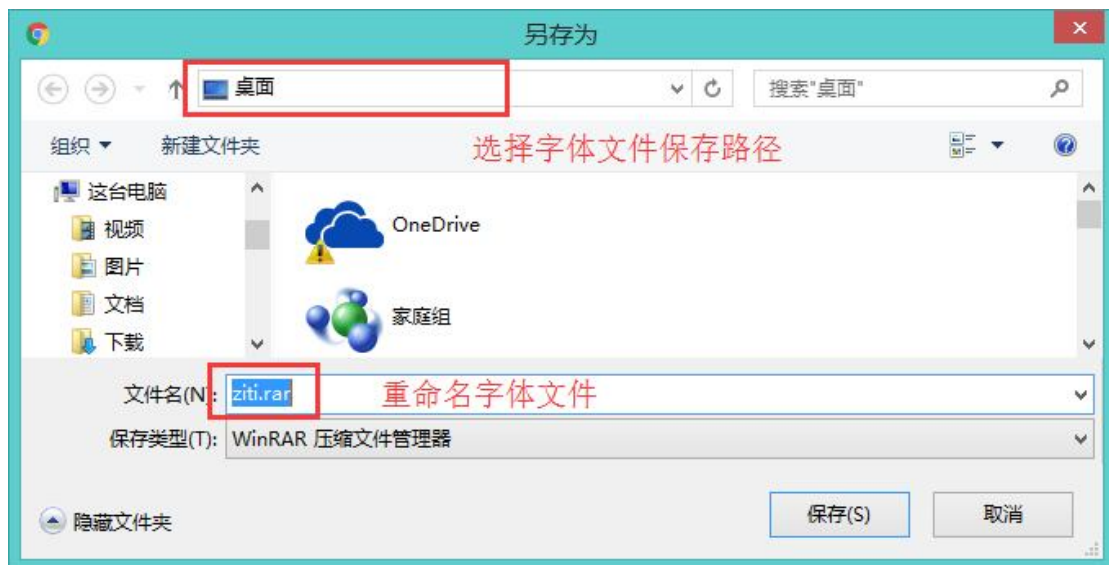 另存为
桌面
搜索"桌面"
组织
新建文件夹
选择字体文件保存路径
这台电脑
视频
图片
文档
下载
OneDrive
家庭组
文件名(N): ziti.rar
重命名字体文件
保存类型(T): WinRAR 压缩文件管理器
隐藏文件夹
保存(S)
取消